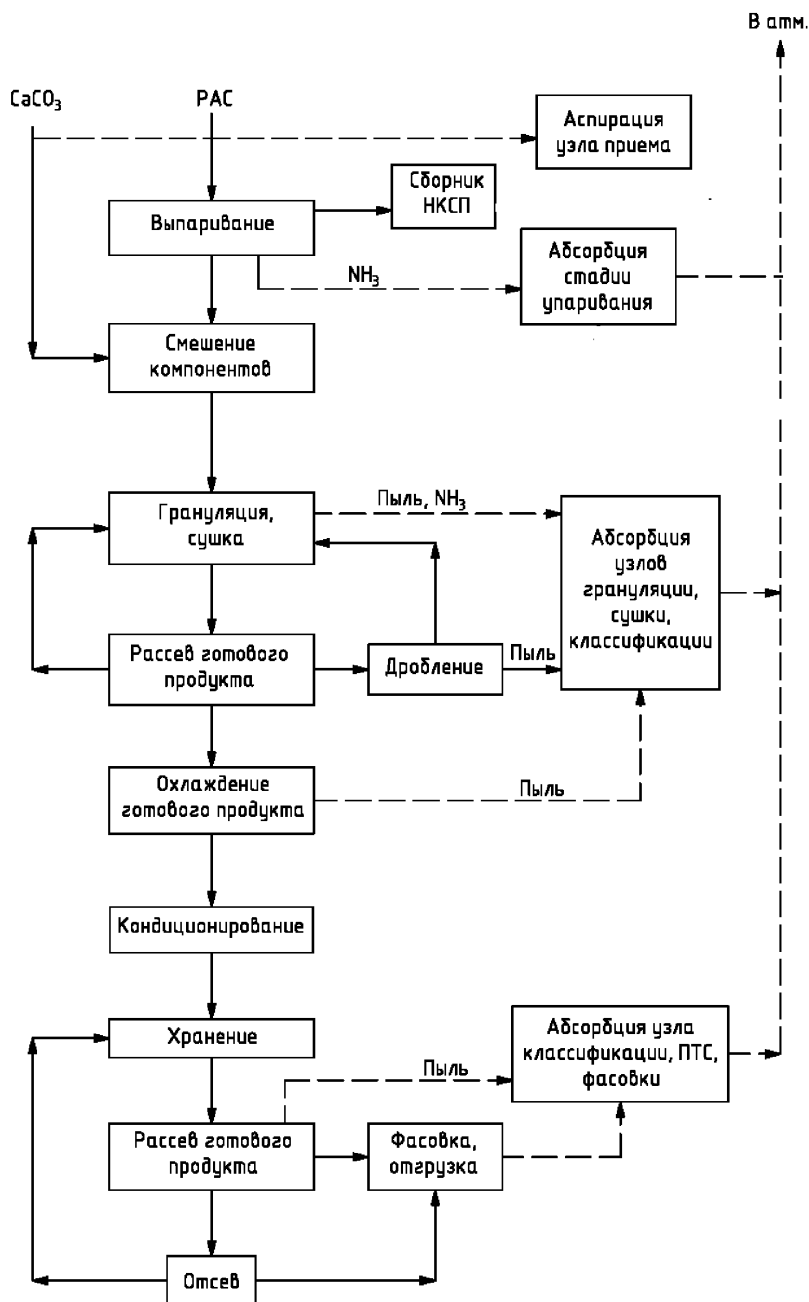 В атм.
CaCO₃
РАС
Аспирация
узла приема
Сборник
НКСП
Выпаривание
NH₃
Абсорбция
стадии
упаривания
Смешение
компонентов
Грануляция,
сушка
Пыль, NH₃
Абсорбция
узлов
грануляции,
сушки,
классификации
Рассев готового
продукта
Дробление
Пыль
Охлаждение
готового продукта
Пыль
Кондиционирование
Хранение
Пыль
Абсорбция узла
классификации, ПТС,
фасовки
Рассев готового
продукта
Фасовка,
отгрузка
Отсев